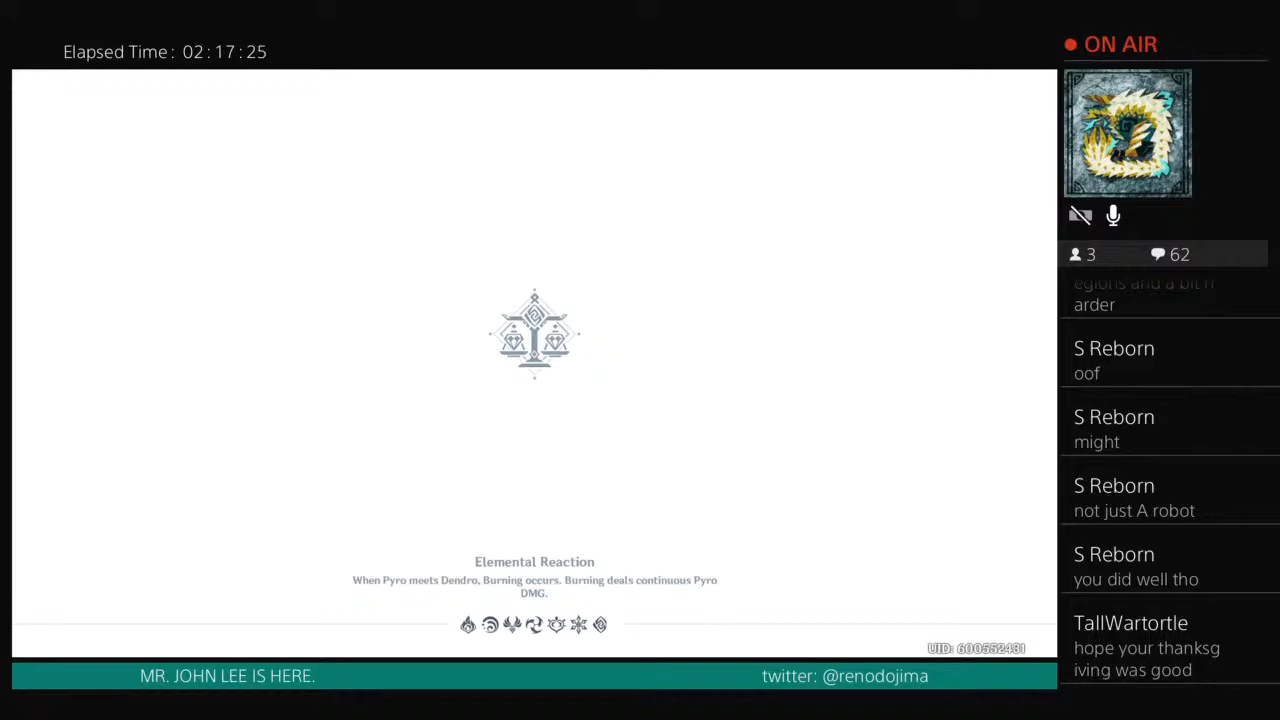 Elapsed Time: 02:17:25
ON AIR
3 62
arder
S Reborn
oof
S Reborn
might
S Reborn
not just A robot
S Reborn
you did well tho
TallWartortle
hope your thanksg
iving was good
Elemental Reaction
When Pyro meets Dendro, Burning occurs. Burning deals continuous Pyro
DMG.
UID: 600552431
MR. JOHN LEE IS HERE.
twitter: @renodojima